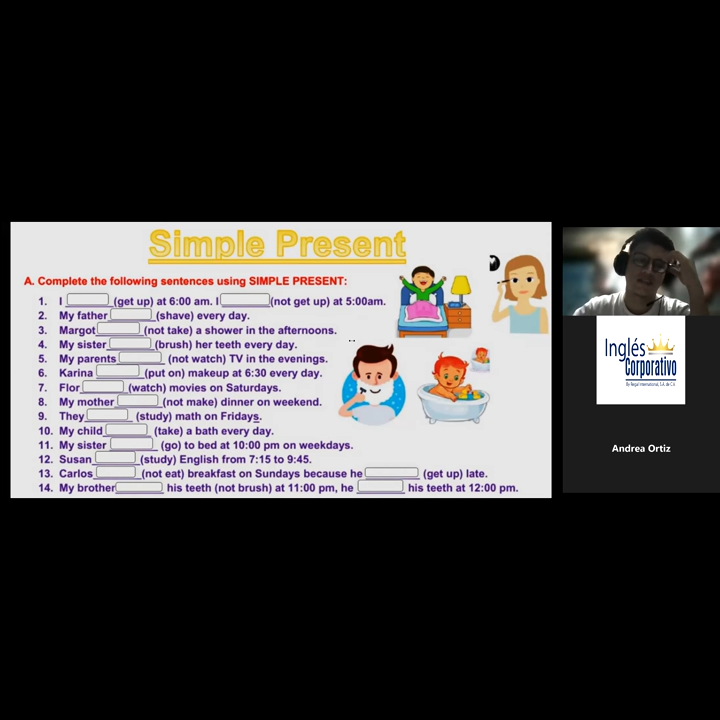 Simple Present
A. Complete the following sentences using SIMPLE PRESENT:
1. I (get up) at 6:00 am. I (not get up) at 5:00am.
2. My father (shave) every day.
3. Margot (not take) a shower in the afternoons.
4. My sister (brush) her teeth every day.
5. My parents (not watch) TV in the evenings.
6. Karina (put on) makeup at 6:30 every day.
7. Flor (watch) movies on Saturdays.
8. My mother (not make) dinner on weekend.
9. They (study) math on Fridays.
10. My child (take) a bath every day.
11. My sister (go) to bed at 10:00 pm on weekdays.
12. Susan (study) English from 7:15 to 9:45.
13. Carlos (not eat) breakfast on Sundays because he (get up) late.
14. My brother his teeth (not brush) at 11:00 pm, he his teeth at 12:00 pm.
Inglés
Corporativo
Andrea Ortiz